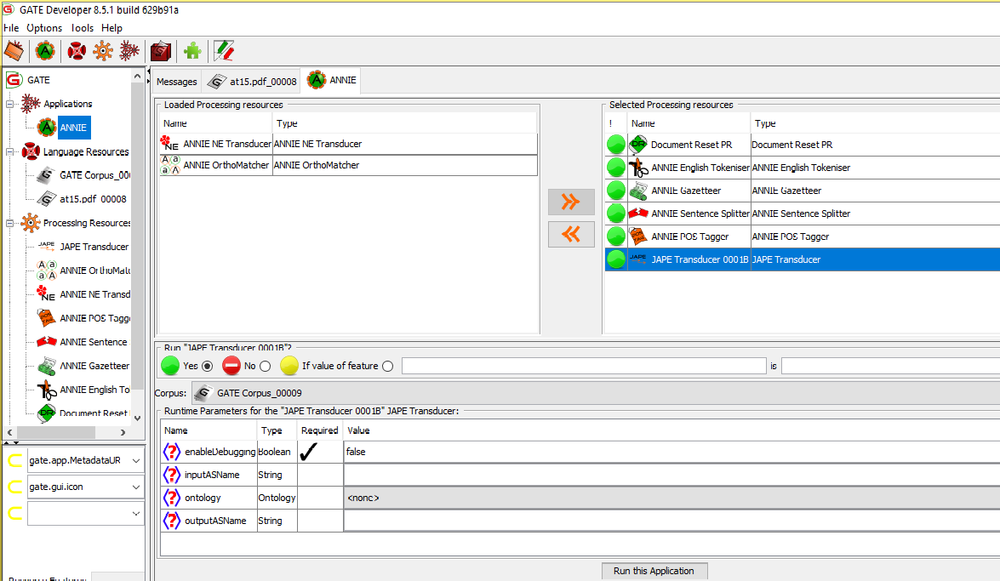 GATE Developer 8.5.1 build 629b91a
File Options Tools Help
GATE
Applications
ANNIE
Language Resources
GATE Corpus_00
at15.pdf_00008
Processing Resources
JAPE Transducer
ANNIE OrthoMatc
ANNIE NE Transd
ANNIE POS Tagge
ANNIE Sentence
ANNIE Gazetteer
ANNIE English To
Document Reset
gate.app.MetadataUR
gate.gui.icon
Messages at15.pdf_00008 ANNIE
Loaded Processing resources
Name Type
ANNIE NE Transducer ANNIE NE Transducer
ANNIE OrthoMatcher ANNIE OrthoMatcher
Selected Processing resources
! Name Type
Document Reset PR Document Reset PR
ANNIE English Tokeniser ANNIE English Tokeniser
ANNIE Gazetteer ANNIE Gazetteer
ANNIE Sentence Splitter ANNIE Sentence Splitter
ANNIE POS Tagger ANNIE POS Tagger
JAPE Transducer 0001B JAPE Transducer
Run "JAPE Transducer 0001B"?
Yes No If value of feature is
Corpus: GATE Corpus_00009
Runtime Parameters for the "JAPE Transducer 0001B" JAPE Transducer:
Name Type Required Value
enableDebugging Boolean false
inputASName String
ontology Ontology <none>
outputASName String
Run this Application